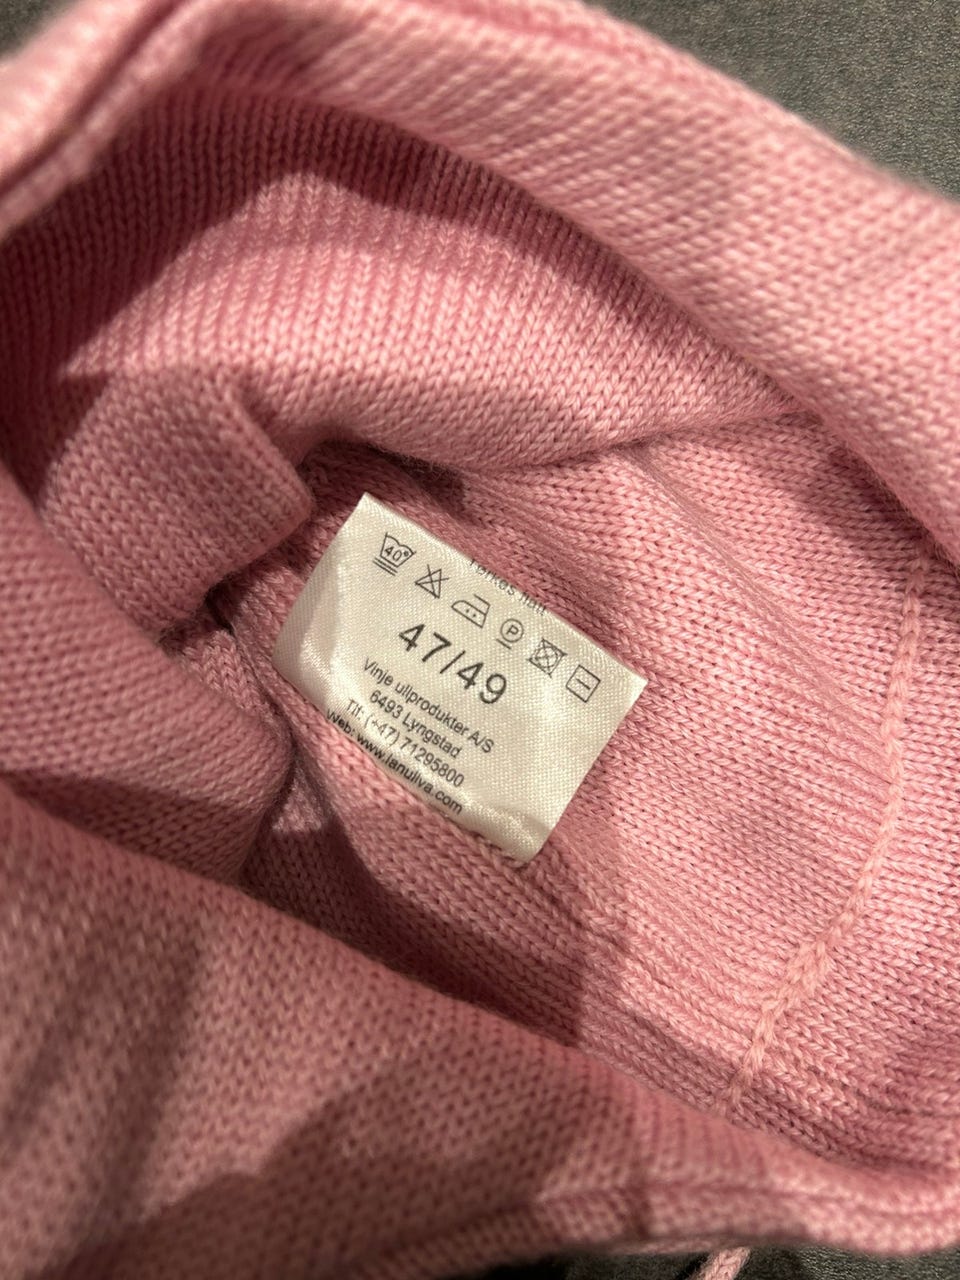 40°
P
47/49
Vinje ullprodukter A/S
6493 Lyngstad
Tlf: (+47) 71295800
Web: www.lanullva.com